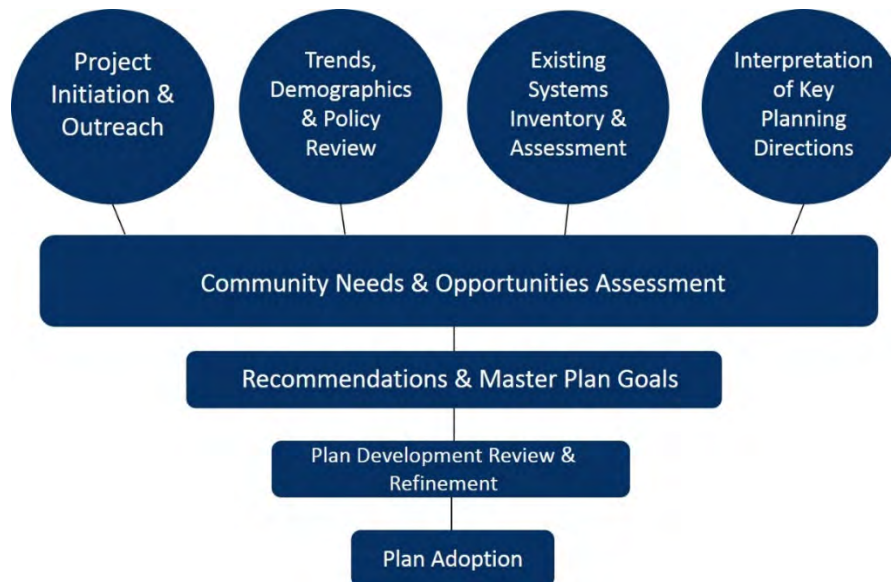 Project
Initiation &
Outreach
Trends,
Demographics
& Policy
Review
Existing
Systems
Inventory &
Assessment
Interpretation
of Key
Planning
Directions
Community Needs & Opportunities Assessment
Recommendations & Master Plan Goals
Plan Development Review &
Refinement
Plan Adoption